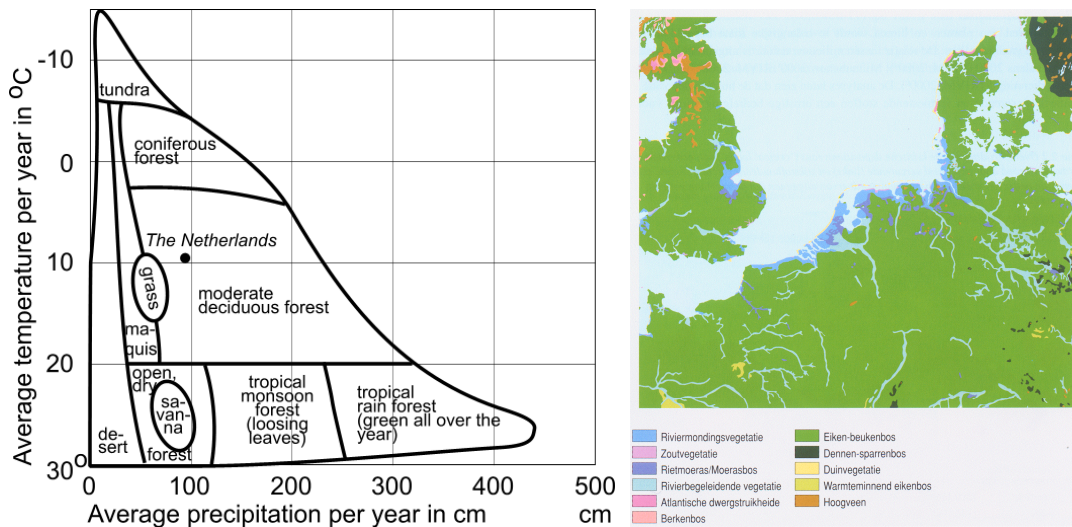 -10
0
10
20
30°
Average temperature per year in °C
tundra
coniferous
forest
The Netherlands
grass
moderate
deciduous forest
ma-
quis
open,
dry
sa-
van-
na
forest
de-
sert
tropical
monsoon
forest
(loosing
leaves)
tropical
rain forest
(green all over the
year)
0
100
200
300
400
500
Average precipitation per year in cm
cm
Riviermondingsvegetatie
Zoutvegetatie
Rietmoeras/Moerasbos
Rivierbegeleidende vegetatie
Atlantische dwergstruikheide
Berkenbos
Eiken-beukenbos
Dennen-sparrenbos
Duinvegetatie
Warmteminnend eikenbos
Hoogveen